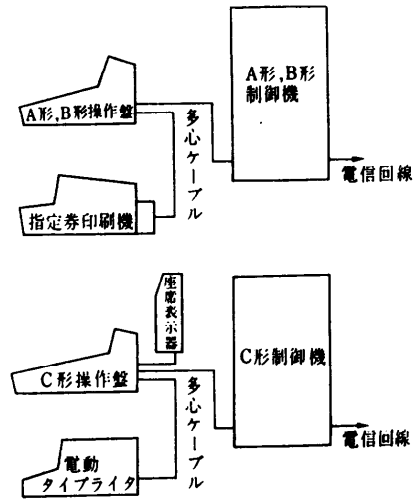 A形,B形操作盤
A形,B形
制御機
多心ケーブル
電信回線
指定券印刷機
座席表示器
C形操作盤
C形制御機
多心ケーブル
電信回線
電動
タイプライタ